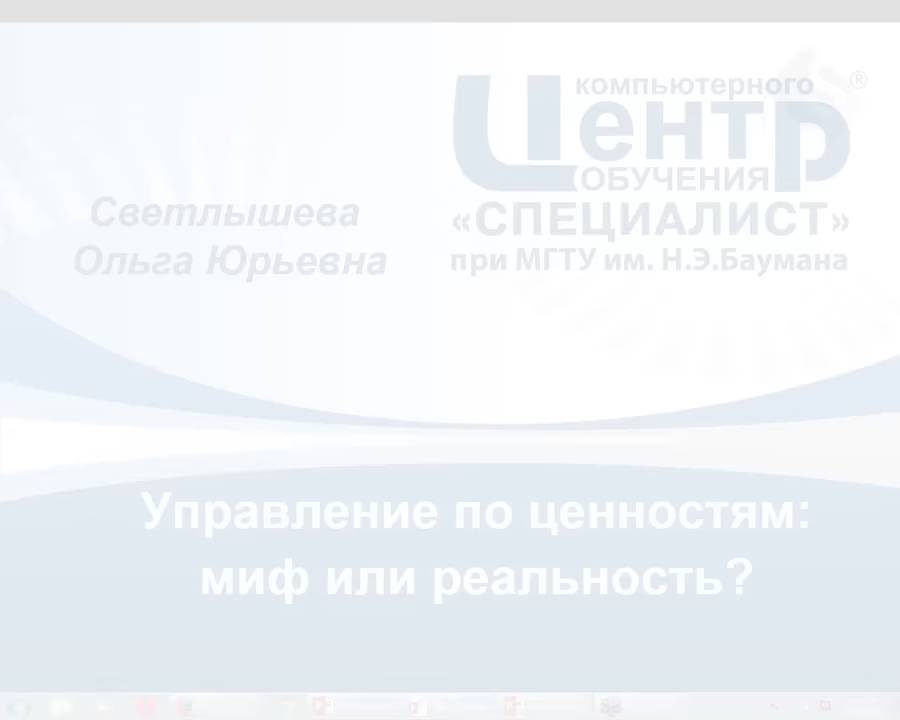 Светлышева
Ольга Юрьевна
компьютерного
Центр ®
ОБУЧЕНИЯ
«СПЕЦИАЛИСТ»
при МГТУ им. Н.Э.Баумана
Управление по ценностям:
миф или реальность?